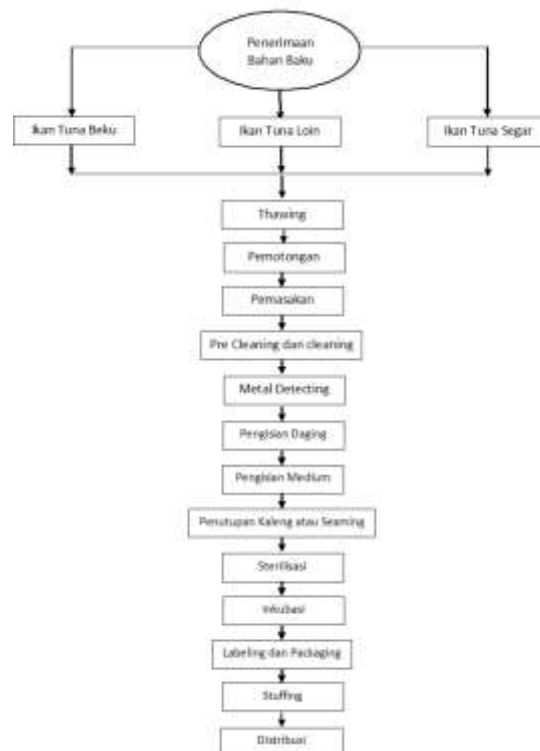 Penerimaan
Bahan Baku
Ikan Tuna Beku
Ikan Tuna Loin
Ikan Tuna Segar
Thawing
Pemotongan
Pemasakan
Pre Cleaning dan cleaning
Metal Detecting
Pengisian Daging
Pengisian Medium
Penutupan Kaleng atau Seaming
Sterilisasi
Inkubasi
Labeling dan Packaging
Stuffing
Distribusi